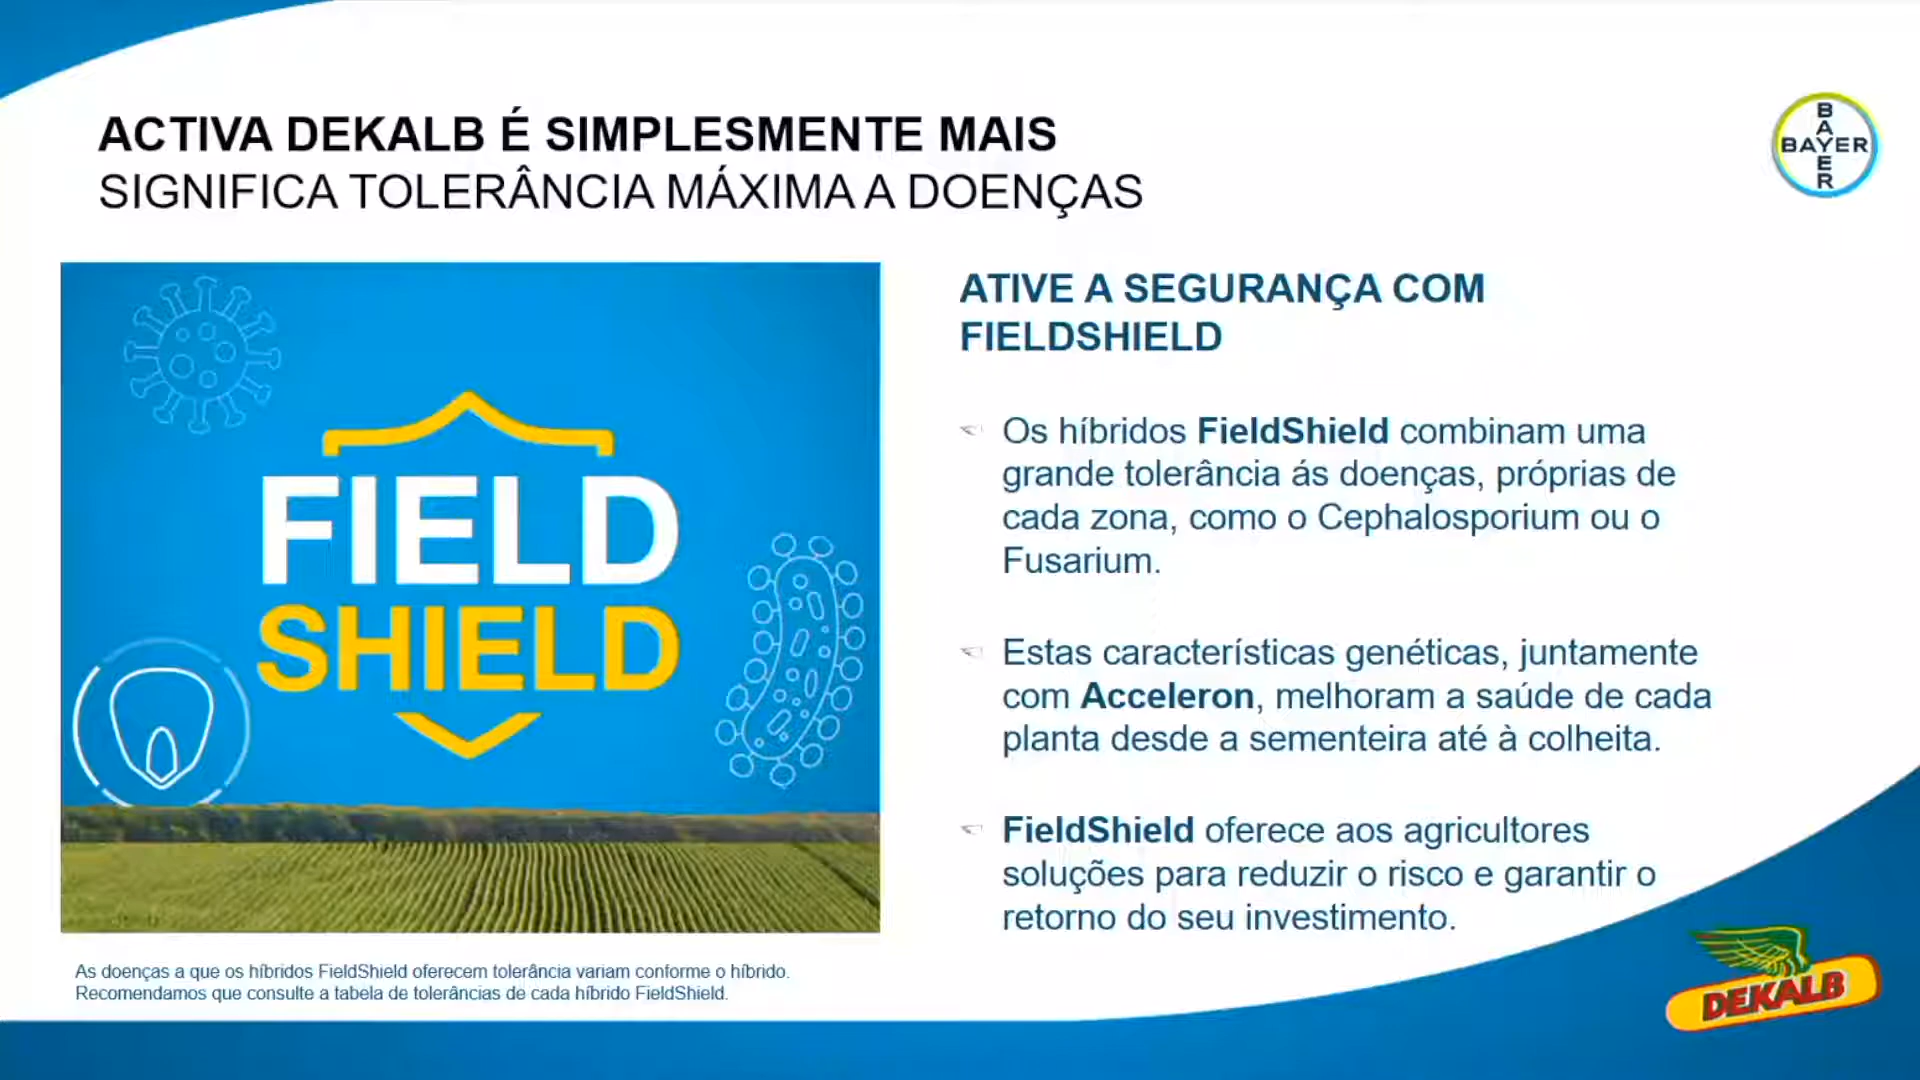 ACTIVA DEKALB É SIMPLESMENTE MAIS
SIGNIFICA TOLERÂNCIA MÁXIMA A DOENÇAS
BAYER
BAYER
FIELD
SHIELD
ATIVE A SEGURANÇA COM
FIELDSHIELD
Os híbridos FieldShield combinam uma
grande tolerância ás doenças, próprias de
cada zona, como o Cephalosporium ou o
Fusarium.
Estas características genéticas, juntamente
com Acceleron, melhoram a saúde de cada
planta desde a sementeira até à colheita.
FieldShield oferece aos agricultores
soluções para reduzir o risco e garantir o
retorno do seu investimento.
As doenças a que os híbridos FieldShield oferecem tolerância variam conforme o híbrido.
Recomendamos que consulte a tabela de tolerâncias de cada híbrido FieldShield.
DEKALB